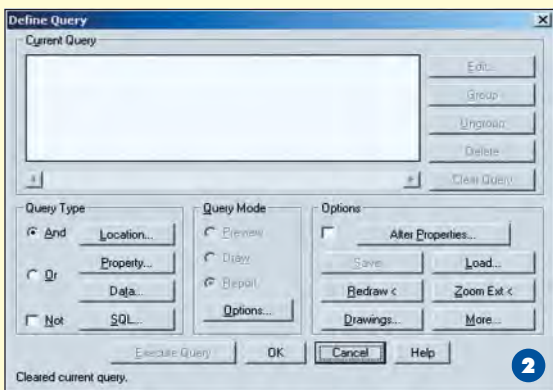 Define Query
Current Query
Edit...
Group
Ungroup
Delete
Clear Query
Query Type
And
Location...
Property...
Or
Data...
Not
SQL...
Query Mode
Preview
Draw
Report
Options...
Options
Alter Properties...
Save
Load...
Redraw <
Zoom Ext <
Drawings...
More...
Execute Query
OK
Cancel
Help
Cleared current query.
2